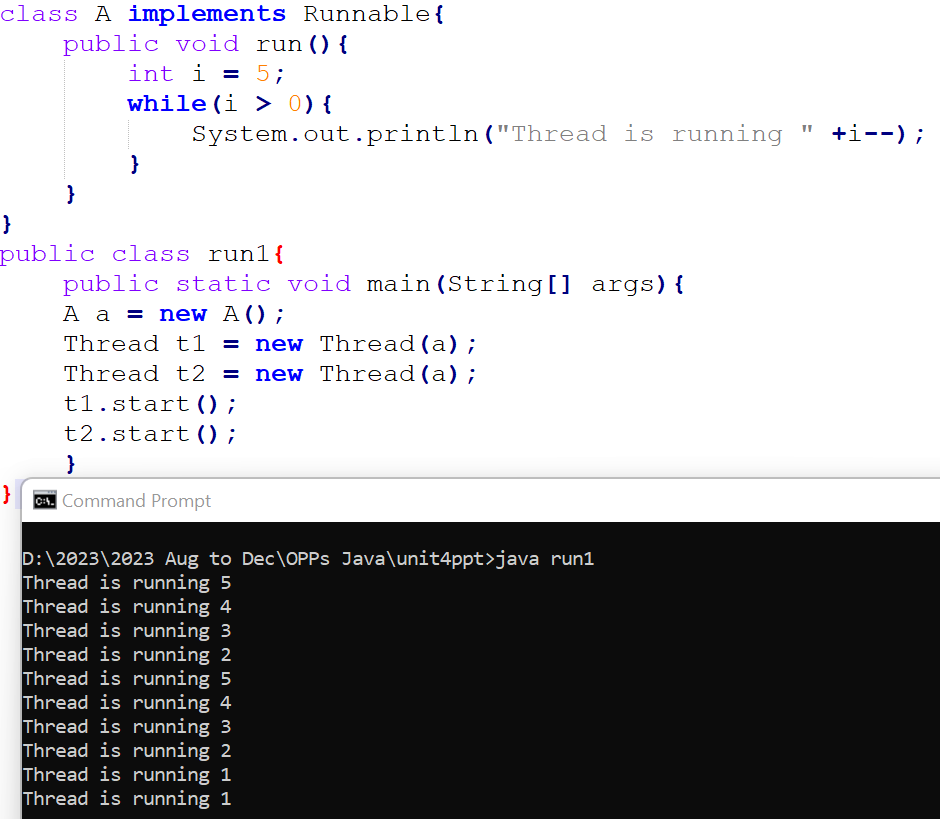 class A implements Runnable{
    public void run(){
        int i = 5;
        while(i > 0){
            System.out.println("Thread is running " +i--);
        }
    }
}
public class run1{
    public static void main(String[] args){
    A a = new A();
    Thread t1 = new Thread(a);
    Thread t2 = new Thread(a);
    t1.start();
    t2.start();
    }
}
C:\. Command Prompt
D:\2023\2023 Aug to Dec\OPPs Java\unit4ppt>java run1
Thread is running 5
Thread is running 4
Thread is running 3
Thread is running 2
Thread is running 5
Thread is running 4
Thread is running 3
Thread is running 2
Thread is running 1
Thread is running 1